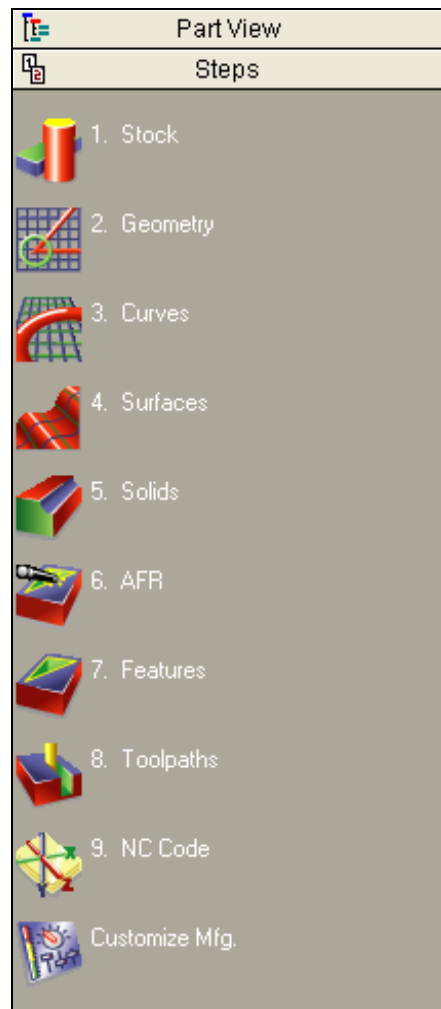 Part View
Steps
1. Stock
2. Geometry
3. Curves
4. Surfaces
5. Solids
6. AFR
7. Features
8. Toolpaths
9. NC Code
Customize Mfg.